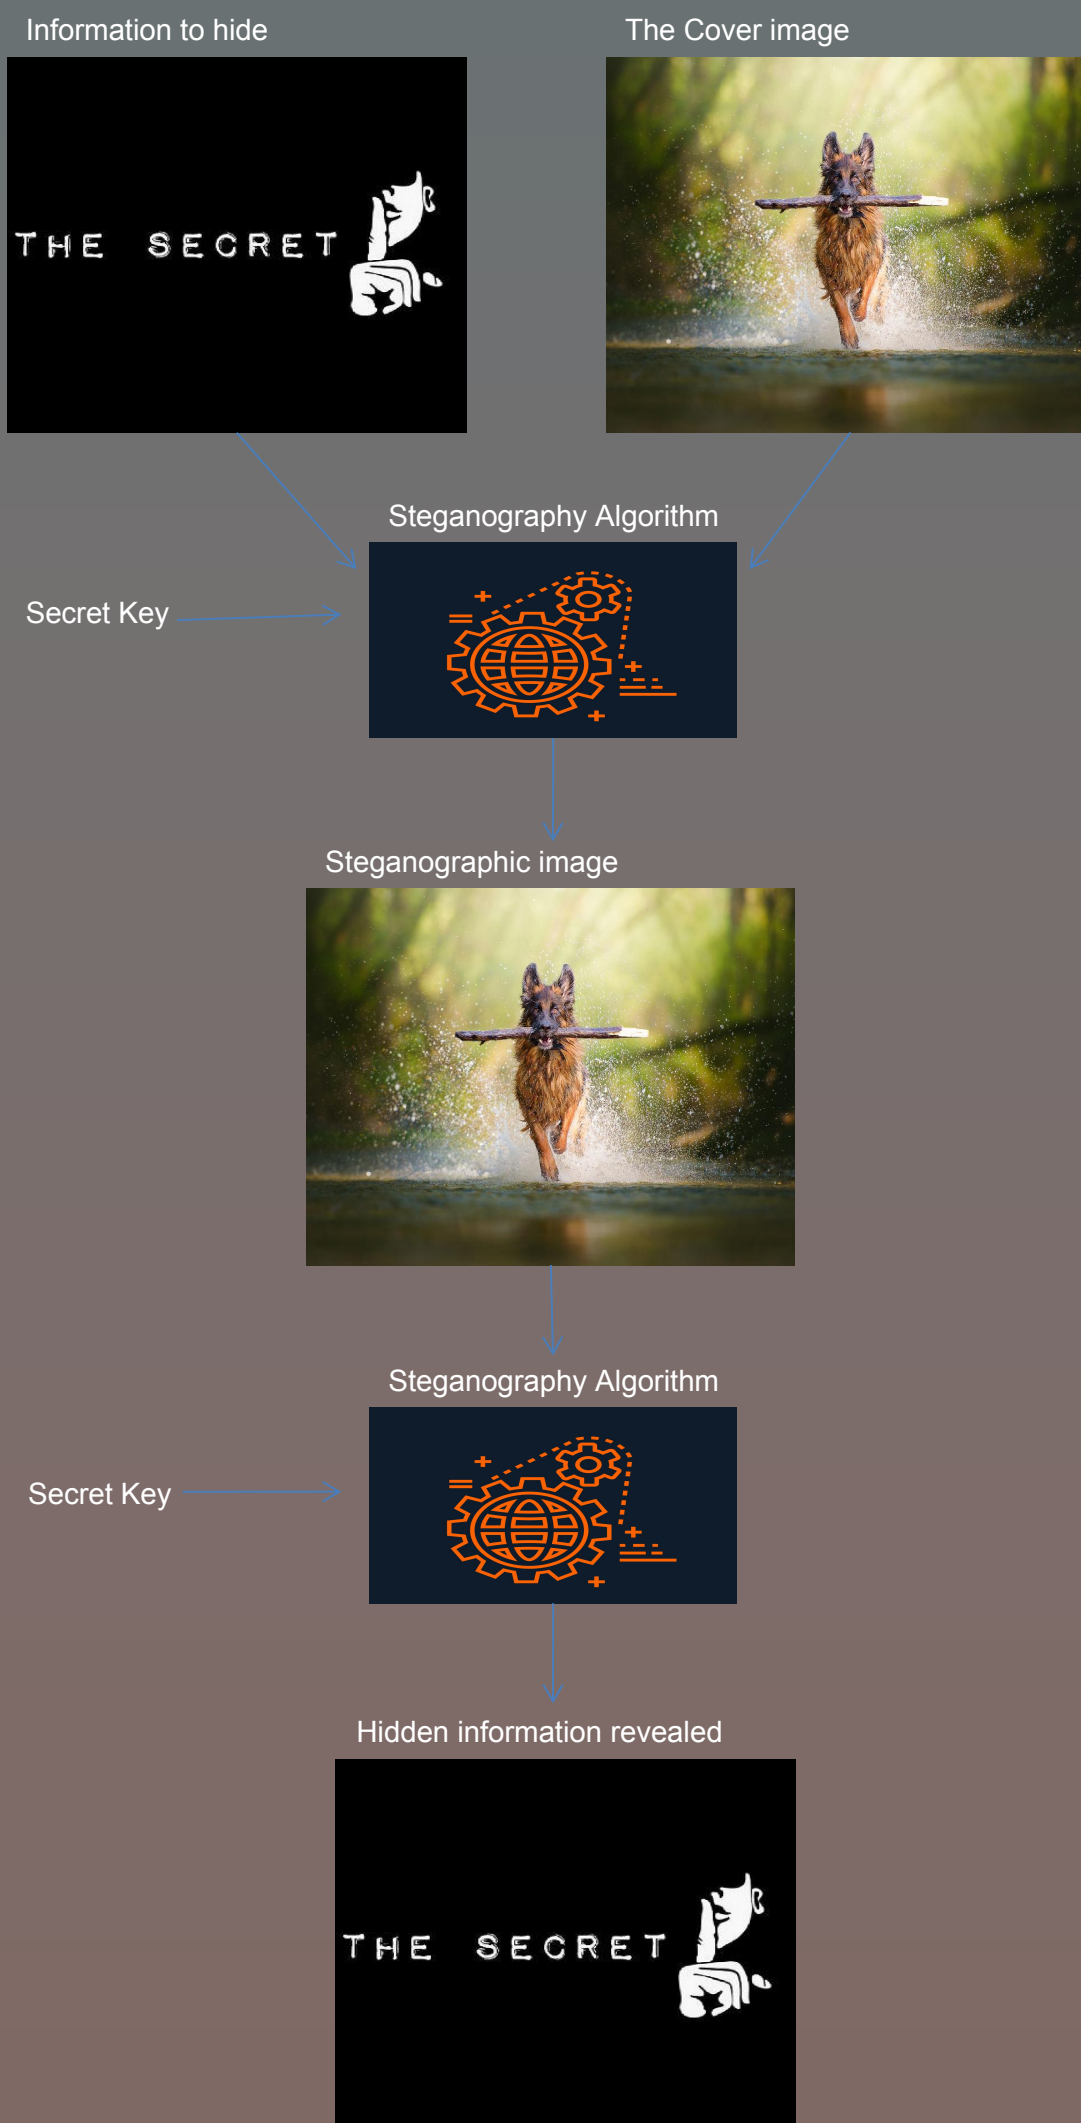 Information to hide
The Cover image
THE SECRET
Steganography Algorithm
Secret Key
Steganographic image
Steganography Algorithm
Secret Key
Hidden information revealed
THE SECRET